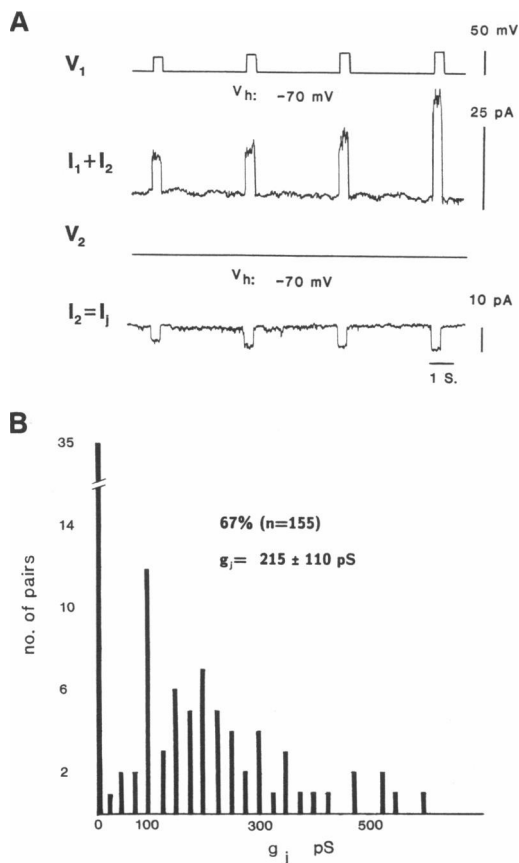 A
50 mV
V1
Vh: -70 mV
25 pA
I1+I2
V2
Vh: -70 mV
10 pA
I2=Ij
1 S.
B
35
67% (n=155)
14
gj= 215 ± 110 pS
no. of pairs
10
6
2
0 100 300 500
gj pS